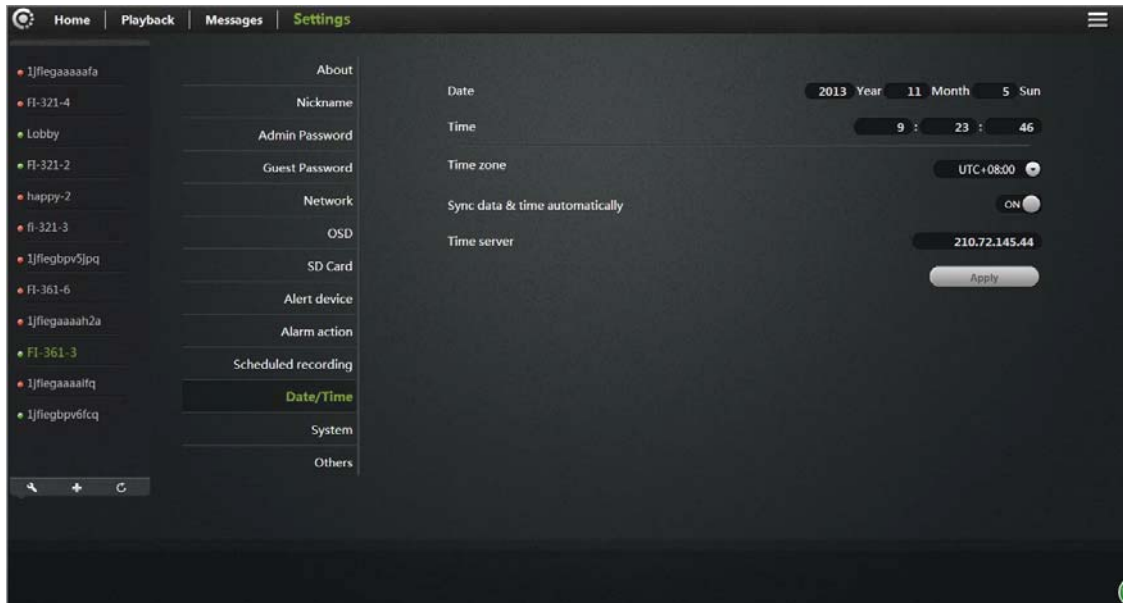 Home Playback Messages Settings
1jflegaaaaafa
FI-321-4
Lobby
FI-321-2
happy-2
fi-321-3
1jfiegbpv5jpq
FI-361-6
1jfiegaaaah2a
FI-361-3
1jfiegaaaaifq
1jfiegbpv6fcq
About
Nickname
Admin Password
Guest Password
Network
OSD
SD Card
Alert device
Alarm action
Scheduled recording
Date/Time
System
Others
Date 2013 Year 11 Month 5 Sun
Time 9 : 23 : 46
Time zone UTC+08:00
Sync data & time automatically ON
Time server 210.72.145.44
Apply